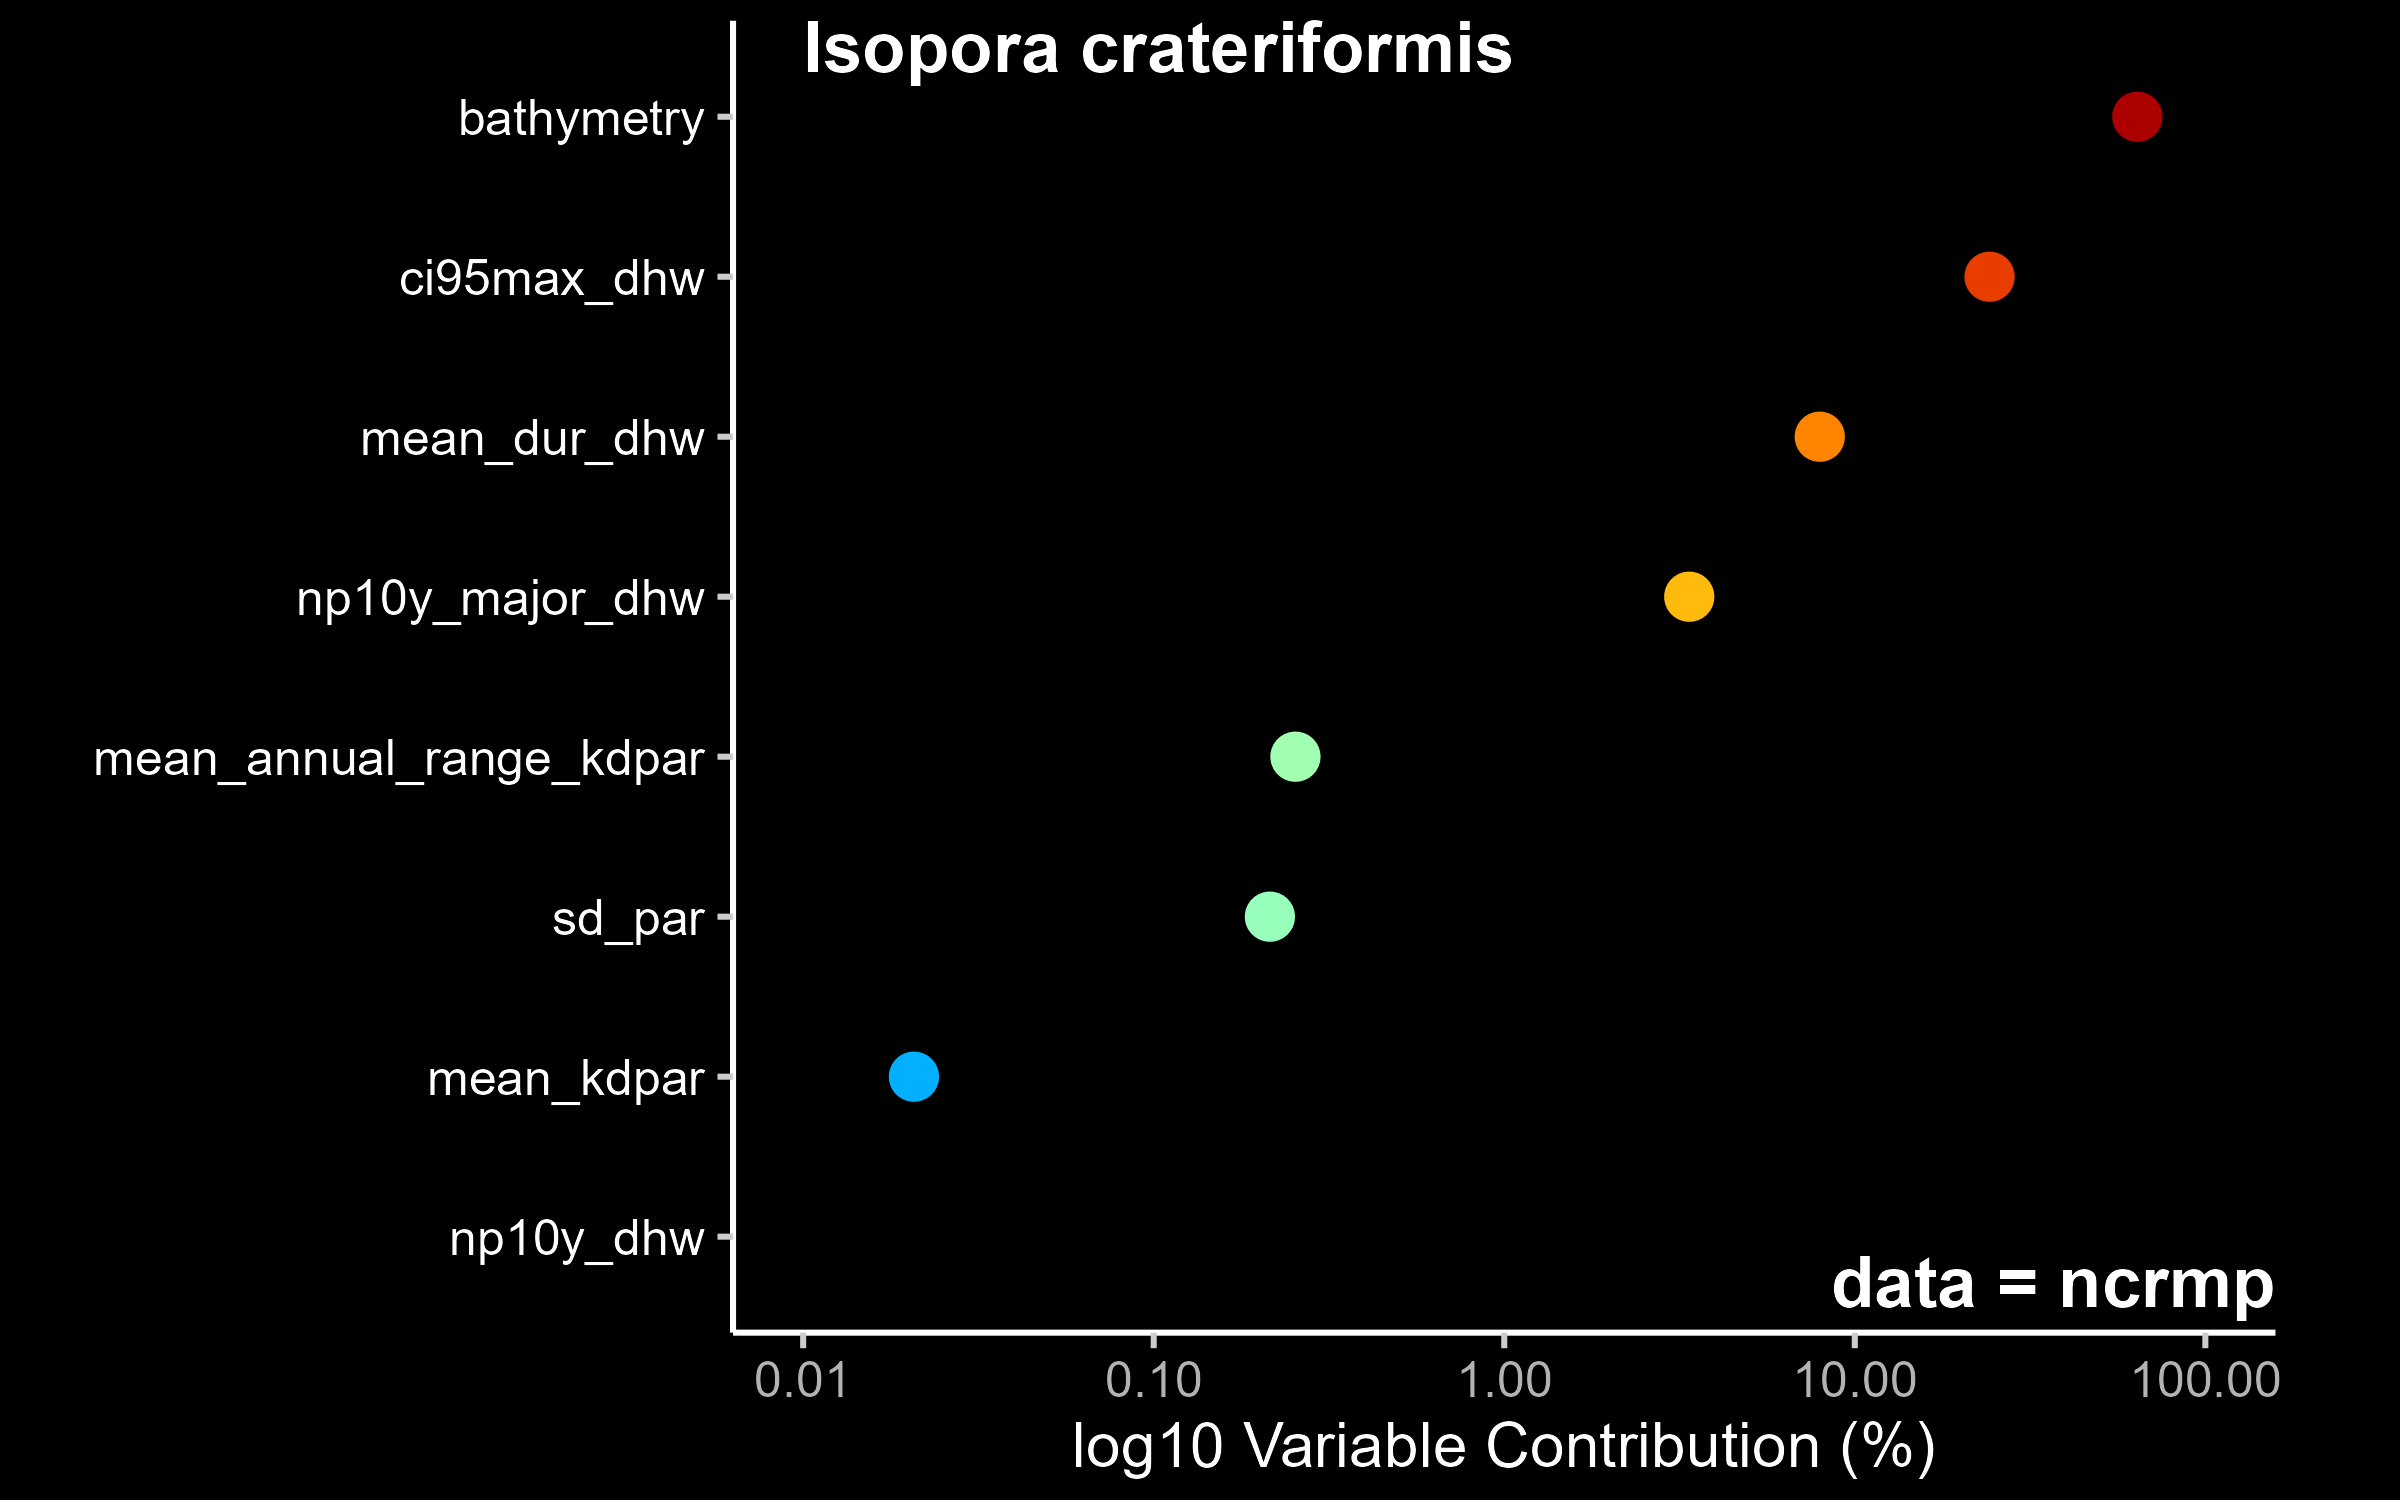 Isopora crateriformis
bathymetry
ci95max_dhw
mean_dur_dhw
np10y_major_dhw
mean_annual_range_kdpar
sd_par
mean_kdpar
np10y_dhw
data = ncrmp
0.01 0.10 1.00 10.00 100.00
log10 Variable Contribution (%)